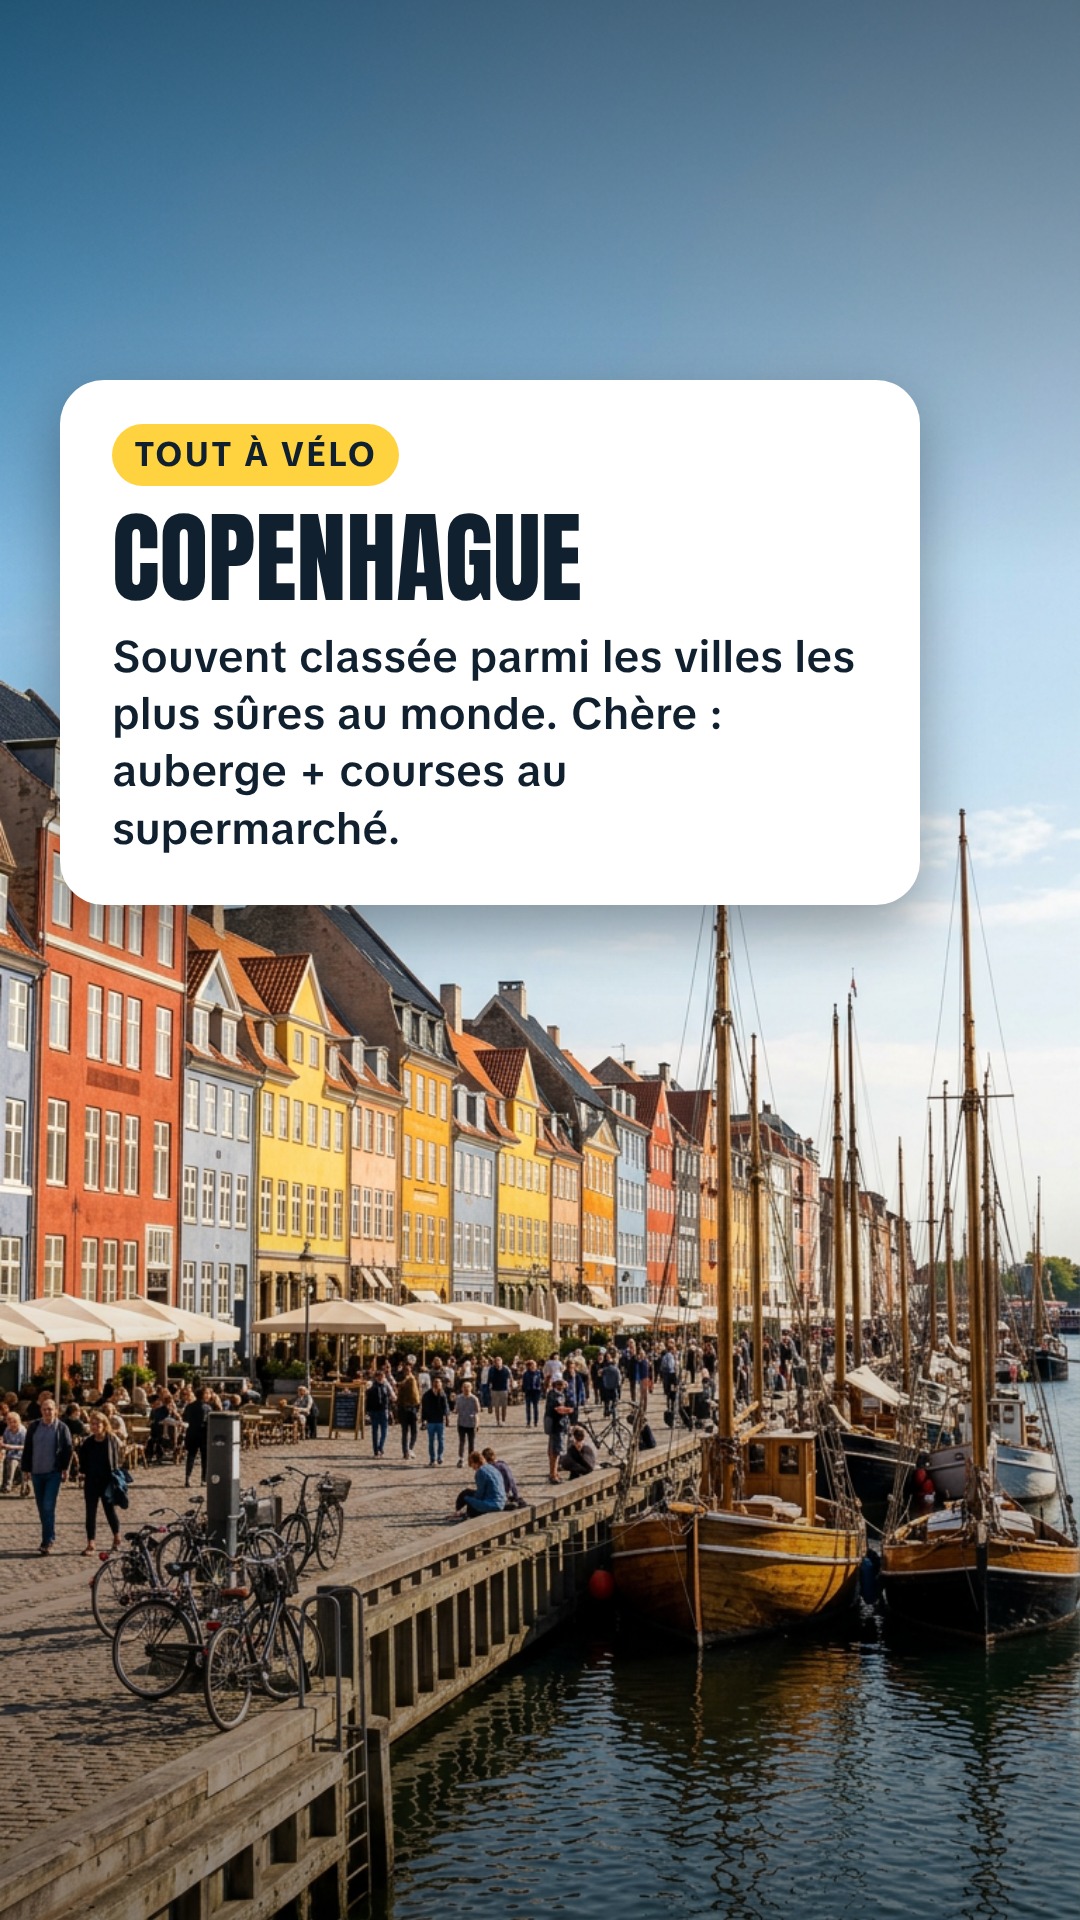 TOUT À VÉLO
COPENHAGUE
Souvent classée parmi les villes les
plus sûres au monde. Chère :
auberge + courses au
supermarché.